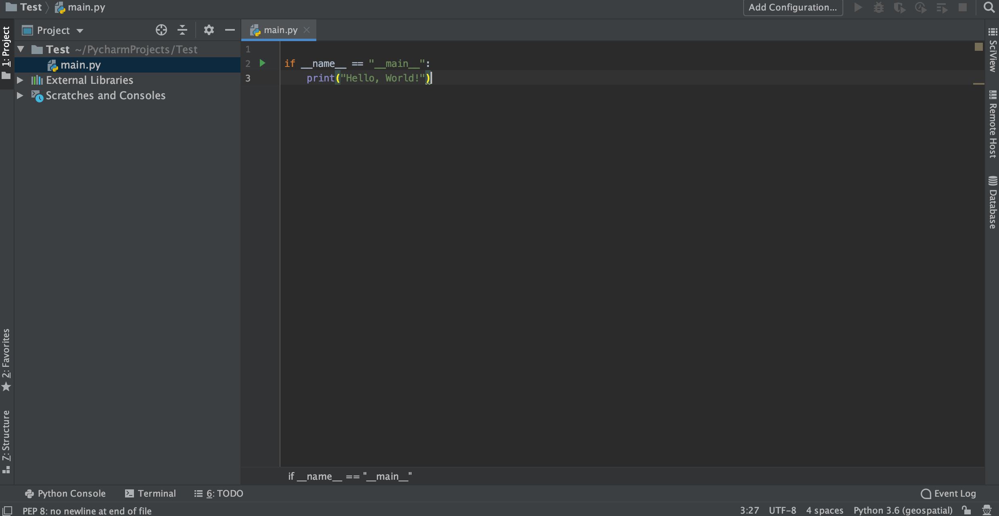 Test main.py Add Configuration...
1: Project
Project
main.py
Test ~/PycharmProjects/Test
main.py
External Libraries
Scratches and Consoles
1
2 if __name__ == "__main__":
3 print("Hello, World!")
SciView
Remote Host
Database
2: Favorites
7: Structure
if __name__ == "__main__"
Python Console Terminal 6: TODO Event Log
PEP 8: no newline at end of file 3:27 UTF-8 4 spaces Python 3.6 (geospatial)